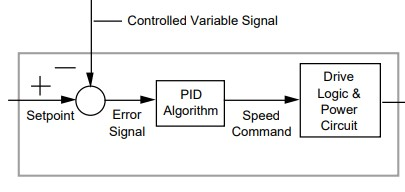 Controlled Variable Signal
+
−
Setpoint
Error
Signal
PID
Algorithm
Speed
Command
Drive
Logic &
Power
Circuit